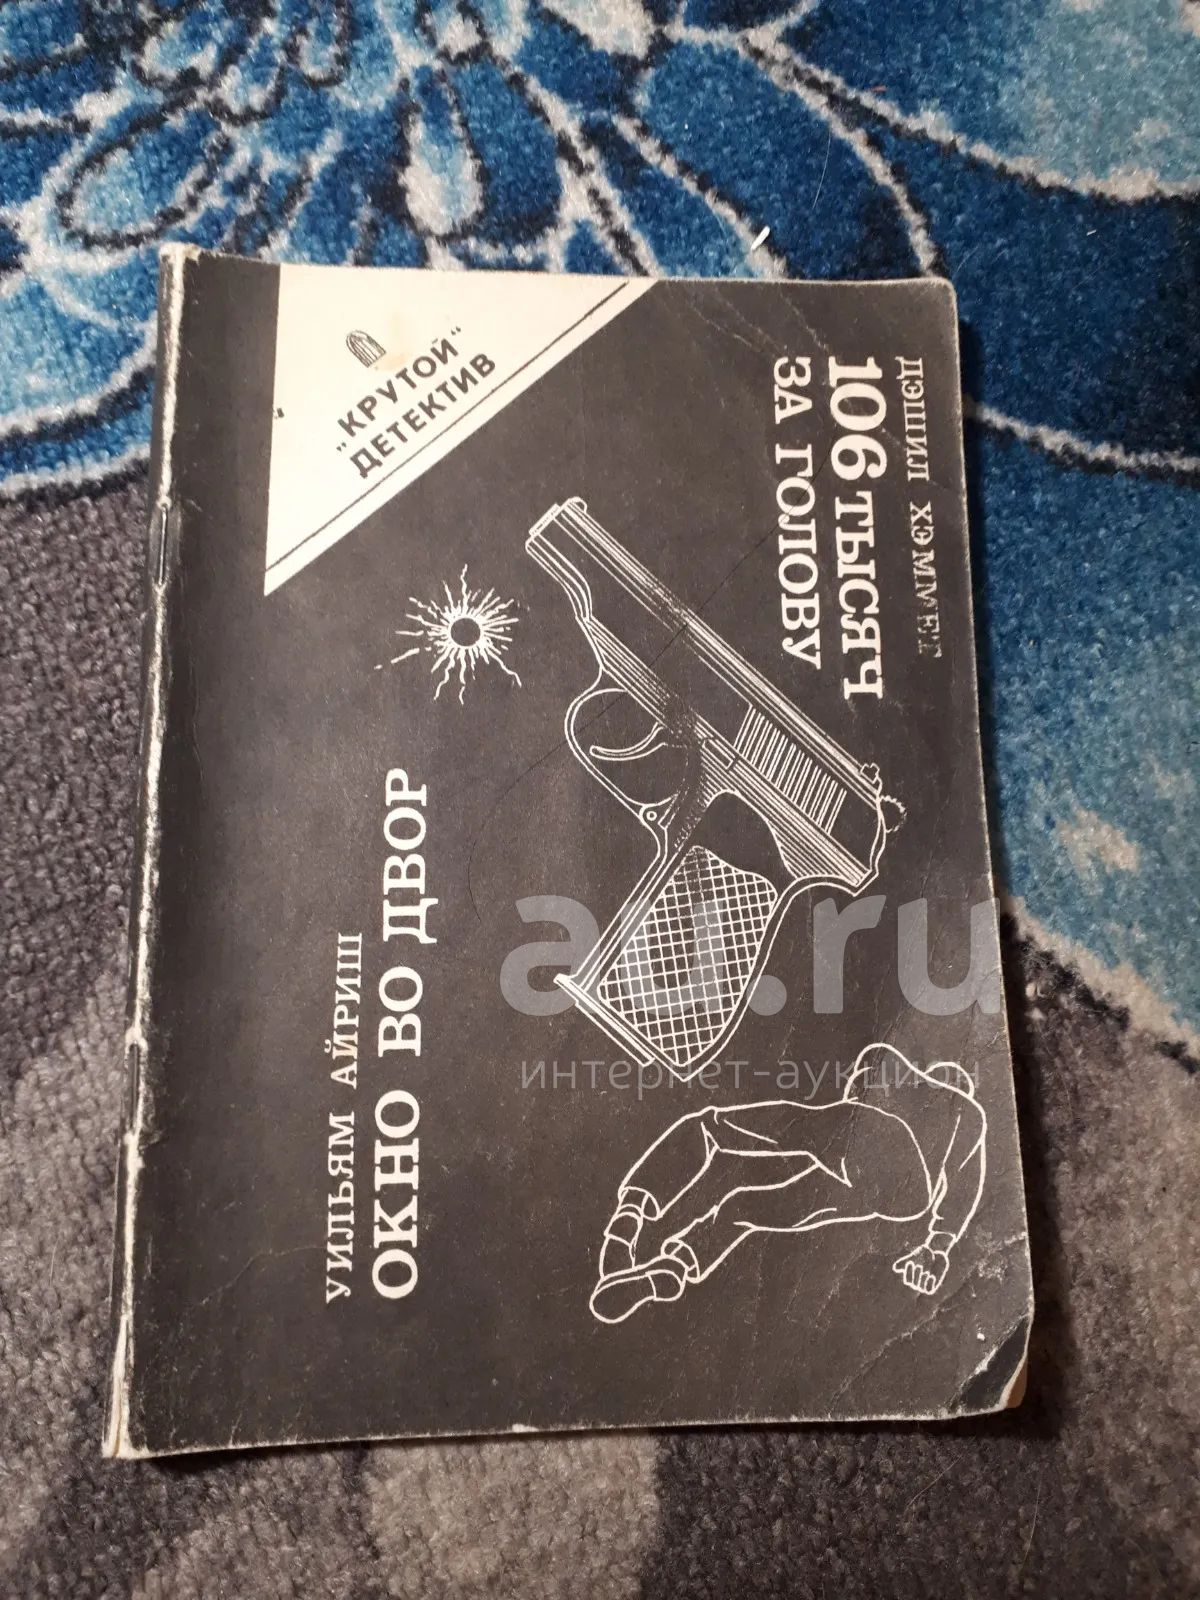 ДЭШИЛ ХЭММЕТ
106 ТЫСЯЧ
ЗА ГОЛОВУ
„КРУТОЙ“
ДЕТЕКТИВ
УИЛЬЯМ АЙРИШ
ОКНО ВО ДВОР
au.ru
интернет-аукцион